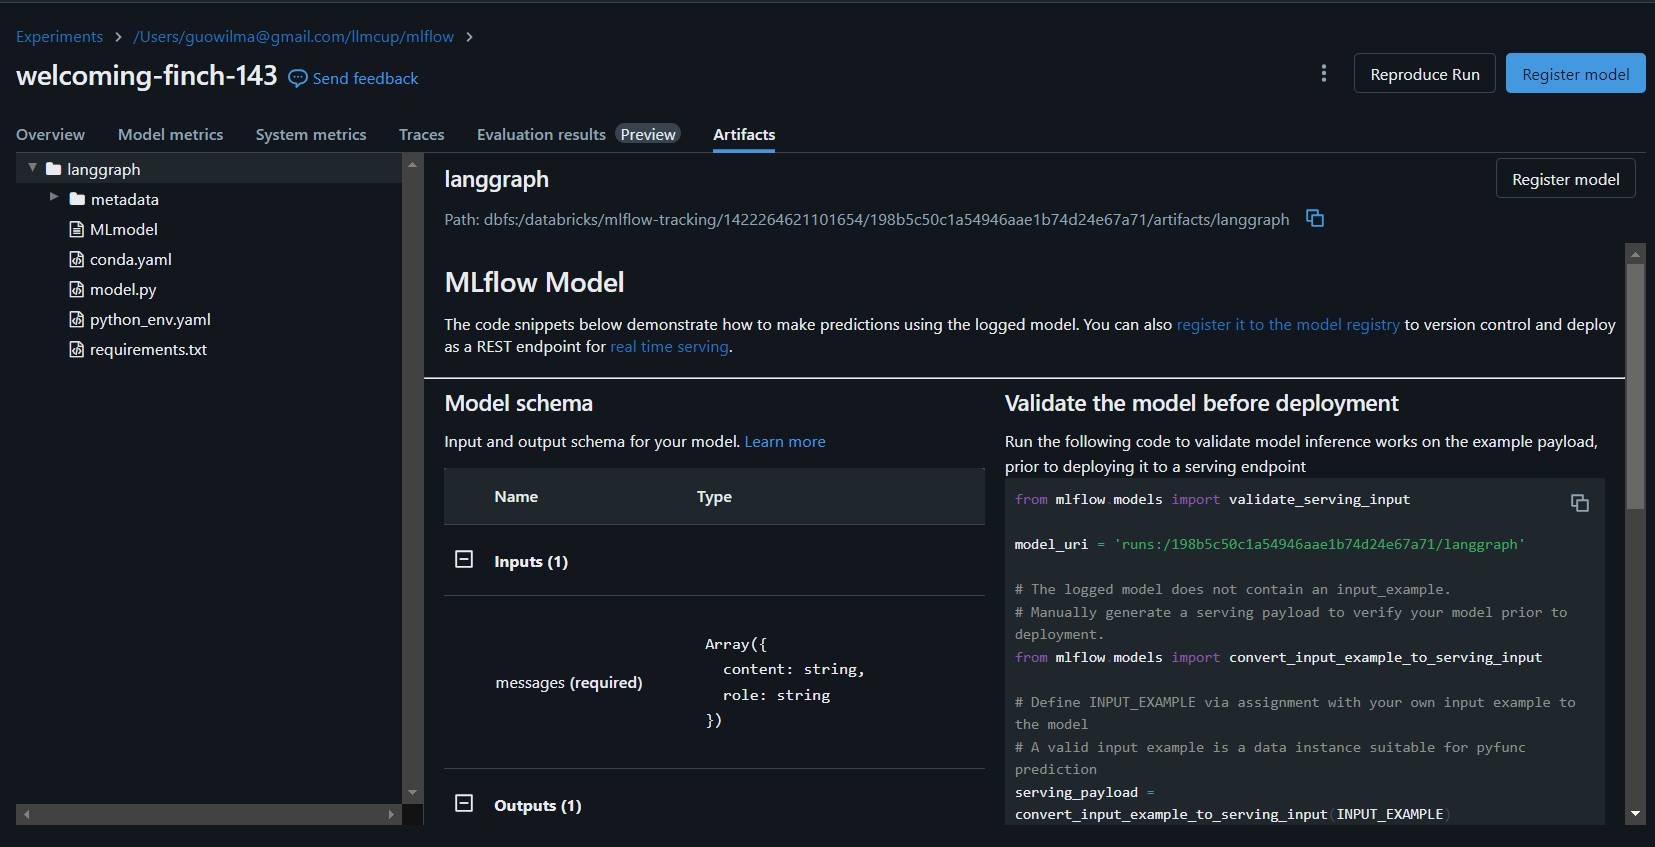 Experiments > /Users/guowilma@gmail.com/llmcup/mlflow >
welcoming-finch-143 Send feedback
Reproduce Run Register model
Overview Model metrics System metrics Traces Evaluation results Preview Artifacts
langgraph
metadata
MLmodel
conda.yaml
model.py
python_env.yaml
requirements.txt
langgraph
Register model
Path: dbfs:/databricks/mlflow-tracking/1422264621101654/198b5c50c1a54946aae1b74d24e67a71/artifacts/langgraph
MLflow Model
The code snippets below demonstrate how to make predictions using the logged model. You can also register it to the model registry to version control and deploy
as a REST endpoint for real time serving.
Model schema
Input and output schema for your model. Learn more
Name Type
Inputs (1)
messages (required)
Array({
content: string,
role: string
})
Outputs (1)
Validate the model before deployment
Run the following code to validate model inference works on the example payload,
prior to deploying it to a serving endpoint
from mlflow.models import validate_serving_input
model_uri = 'runs:/198b5c50c1a54946aae1b74d24e67a71/langgraph'
# The logged model does not contain an input_example.
# Manually generate a serving payload to verify your model prior to
deployment.
from mlflow.models import convert_input_example_to_serving_input
# Define INPUT_EXAMPLE via assignment with your own input example to
the model
# A valid input example is a data instance suitable for pyfunc
prediction
serving_payload =
convert_input_example_to_serving_input(INPUT_EXAMPLE)